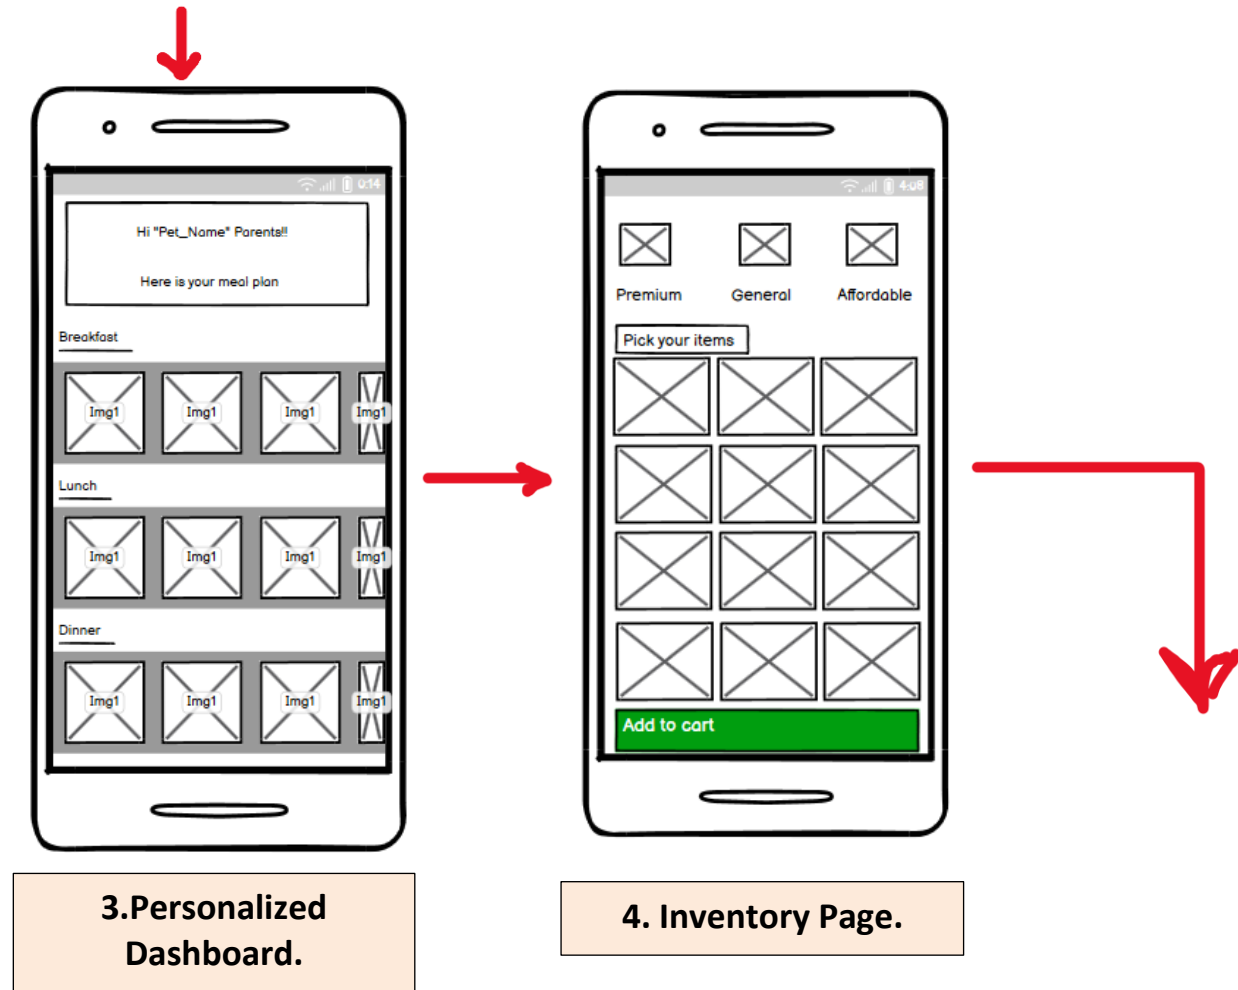 0:14
Hi "Pet_Name" Parents!!
Here is your meal plan
Breakfast
Img1 Img1 Img1 Img1
Lunch
Img1 Img1 Img1 Img1
Dinner
Img1 Img1 Img1 Img1
3.Personalized
Dashboard.
4:08
Premium General Affordable
Pick your items
Add to cart
4. Inventory Page.